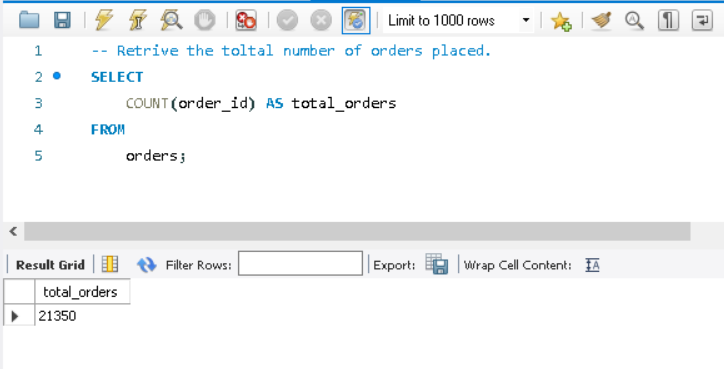 Limit to 1000 rows
1 -- Retrive the toltal number of orders placed.
2 SELECT
3 COUNT(order_id) AS total_orders
4 FROM
5 orders;
Result Grid Filter Rows: Export: Wrap Cell Content: IA
total_orders
21350